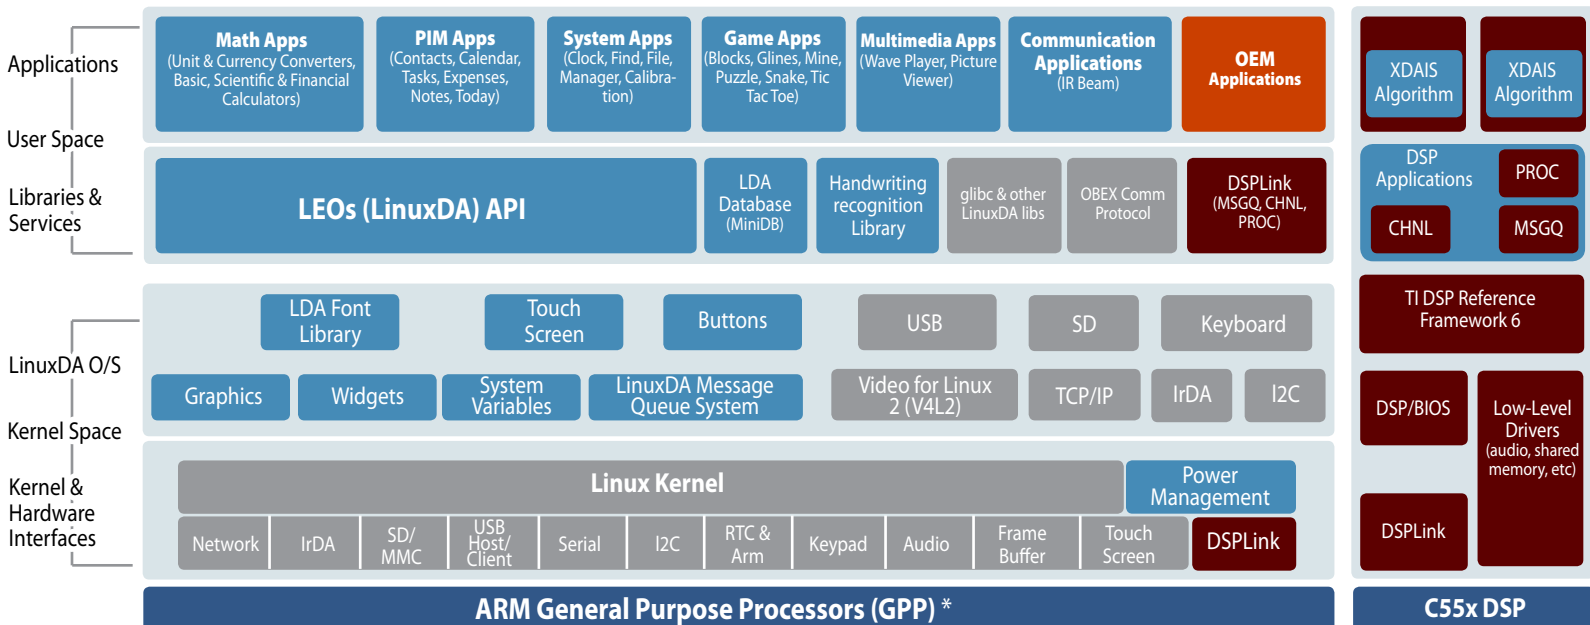 Applications
User Space
Libraries &
Services
LinuxDA O/S
Kernel Space
Kernel &
Hardware
Interfaces
Math Apps
(Unit & Currency Converters,
Basic, Scientific & Financial
Calculators)
PIM Apps
(Contacts, Calendar,
Tasks, Expenses,
Notes, Today)
System Apps
(Clock, Find, File,
Manager, Calibra-
tion)
Game Apps
(Blocks, Glines, Mine,
Puzzle, Snake, Tic
Tac Toe)
Multimedia Apps
(Wave Player, Picture
Viewer)
Communication
Applications
(IR Beam)
OEM
Applications
LEOs (LinuxDA) API
LDA
Database
(MiniDB)
Handwriting
recognition
Library
glibc & other
LinuxDA libs
OBEX Comm
Protocol
DSPLink
(MSGQ, CHNL,
PROC)
LDA Font
Library
Touch
Screen
Buttons
USB
SD
Keyboard
Graphics
Widgets
System
Variables
LinuxDA Message
Queue System
Video for Linux
2 (V4L2)
TCP/IP
IrDA
I2C
Linux Kernel
Power
Management
Network
IrDA
SD/
MMC
USB
Host/
Client
Serial
I2C
RTC &
Arm
Keypad
Audio
Frame
Buffer
Touch
Screen
DSPLink
ARM General Purpose Processors (GPP) *
XDAIS
Algorithm
XDAIS
Algorithm
DSP
Applications
PROC
CHNL
MSGQ
TI DSP Reference
Framework 6
DSP/BIOS
Low-Level
Drivers
(audio, shared
memory, etc)
DSPLink
C55x DSP